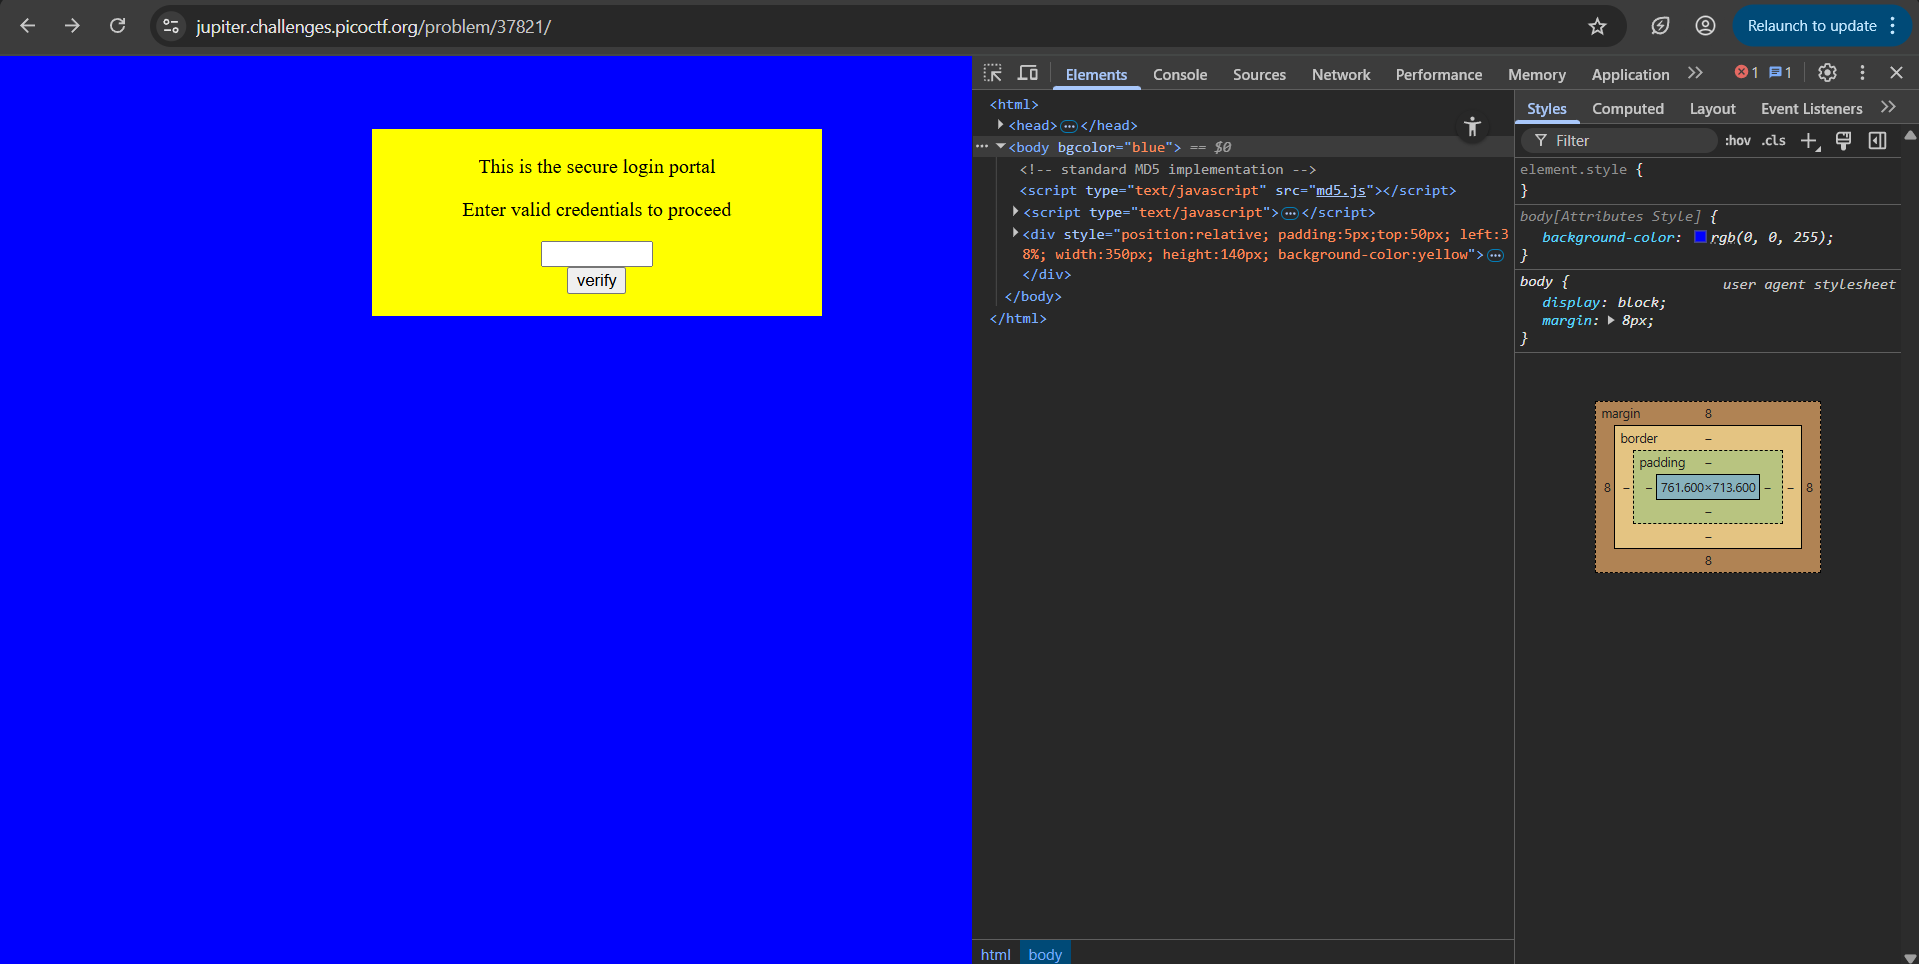 jupiter.challenges.picoctf.org/problem/37821/
Relaunch to update
This is the secure login portal
Enter valid credentials to proceed
verify
Elements Console Sources Network Performance Memory Application 1 1
<html>
<head> </head>
<body bgcolor="blue"> == $0
<!-- standard MD5 implementation -->
<script type="text/javascript" src="md5.js"></script>
<script type="text/javascript"> </script>
<div style="position:relative; padding:5px;top:50px; left:3
8%; width:350px; height:140px; background-color:yellow">
</div>
</body>
</html>
html body
Styles Computed Layout Event Listeners
Filter :hov .cls
element.style {
}
body[Attributes Style] {
background-color: rgb(0, 0, 255);
}
body { user agent stylesheet
display: block;
margin: 8px;
}
margin 8
border –
padding –
8 – – 761.600×713.600 – – 8
–
–
8